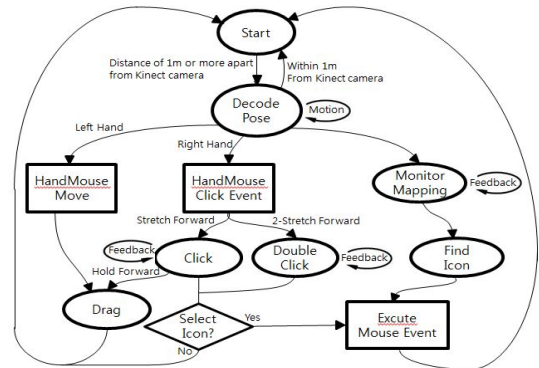 Start
Distance of 1m or more apart
from Kinect camera
Within 1m
From Kinect camera
Decode
Pose
Motion
Left Hand
Right Hand
HandMouse
Move
HandMouse
Click Event
Monitor
Mapping
Feedback
Stretch Forward
2-Stretch Forward
Feedback
Click
Double
Click
Feedback
Find
Icon
Hold Forward
Drag
Select
Icon?
Yes
No
Excute
Mouse Event